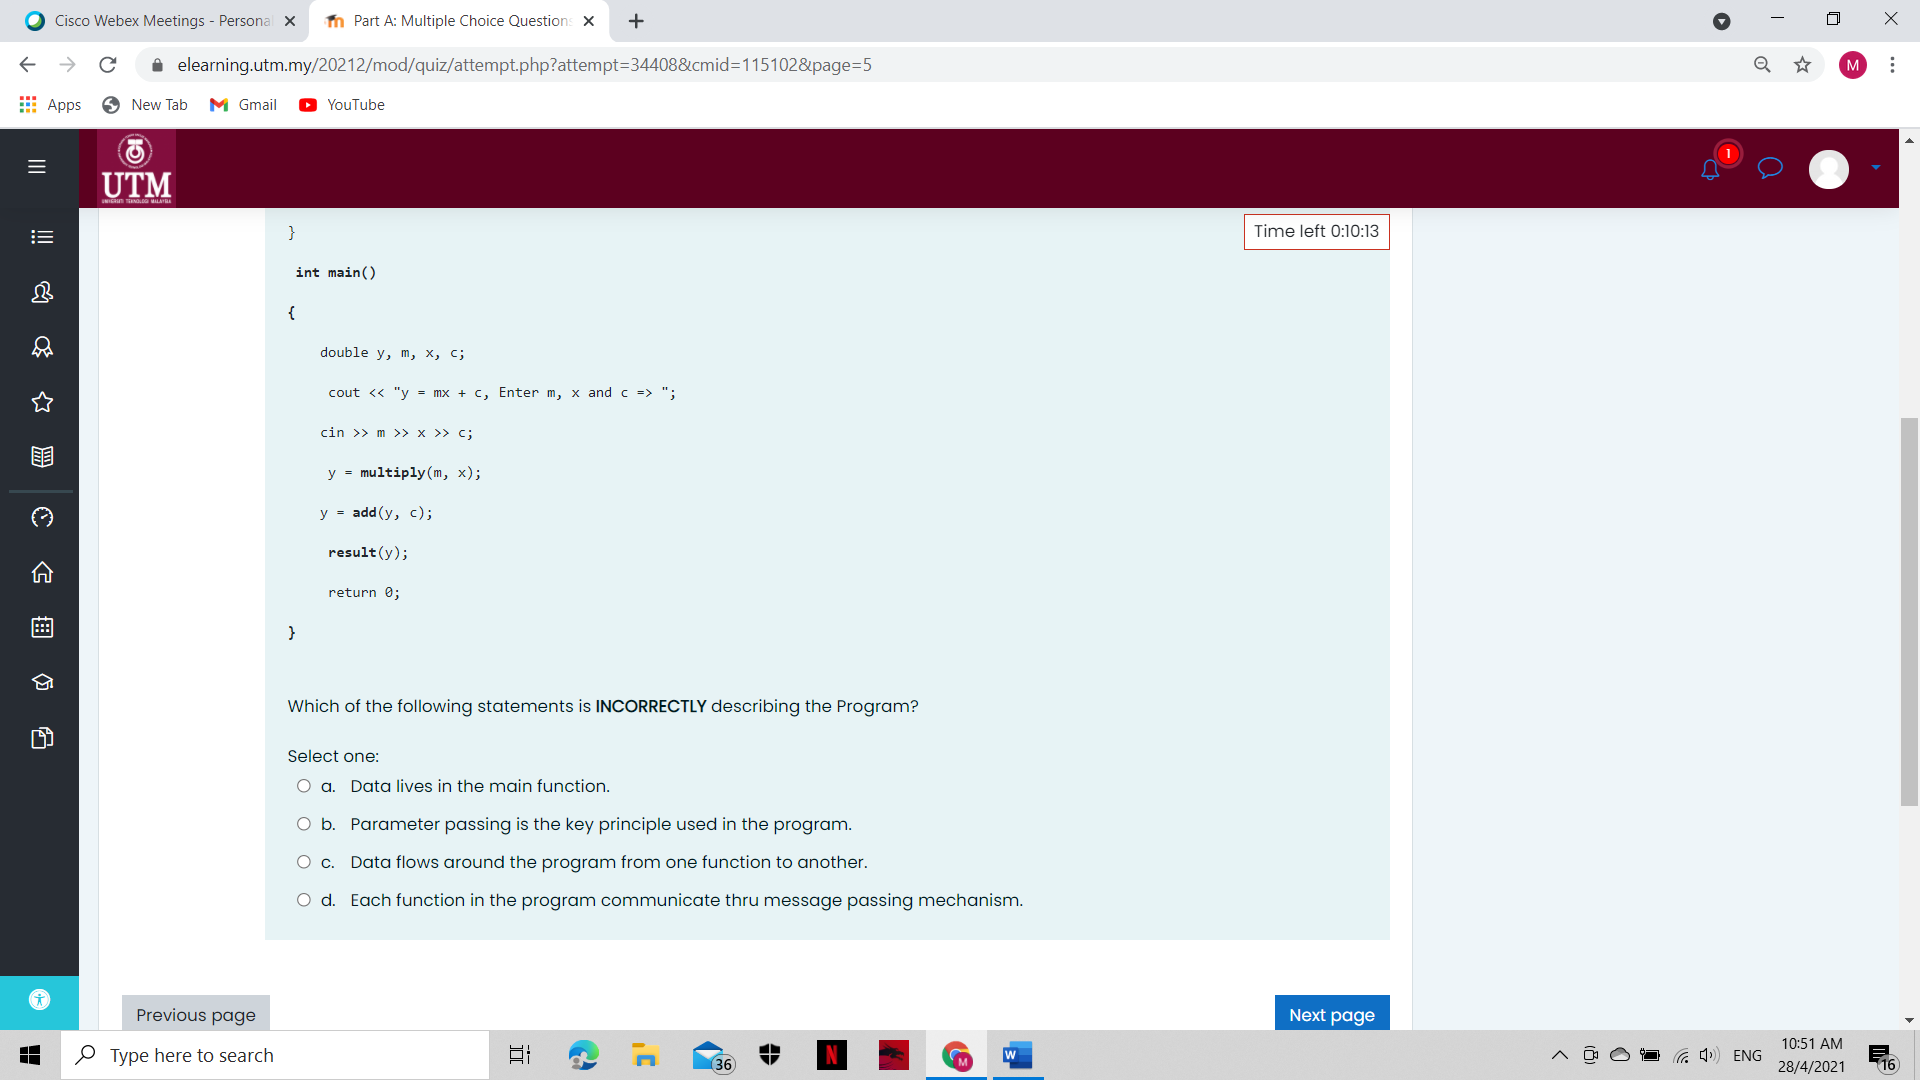 Cisco Webex Meetings - Persona
Part A: Multiple Choice Questions
elearning.utm.my/20212/mod/quiz/attempt.php?attempt=34408&cmid=115102&page=5
M
Apps
New Tab
Gmail
YouTube
UTM
UNIVERSITI TEKNOLOGI MALAYSIA
1
Time left 0:10:13
}
int main()
{
double y, m, x, c;
cout << "y = mx + c, Enter m, x and c => ";
cin >> m >> x >> c;
y = multiply(m, x);
y = add(y, c);
result(y);
return 0;
}
Which of the following statements is INCORRECTLY describing the Program?
Select one:
a. Data lives in the main function.
b. Parameter passing is the key principle used in the program.
c. Data flows around the program from one function to another.
d. Each function in the program communicate thru message passing mechanism.
Previous page
Next page
Type here to search
36
N
M
W
ENG
10:51 AM
28/4/2021
16